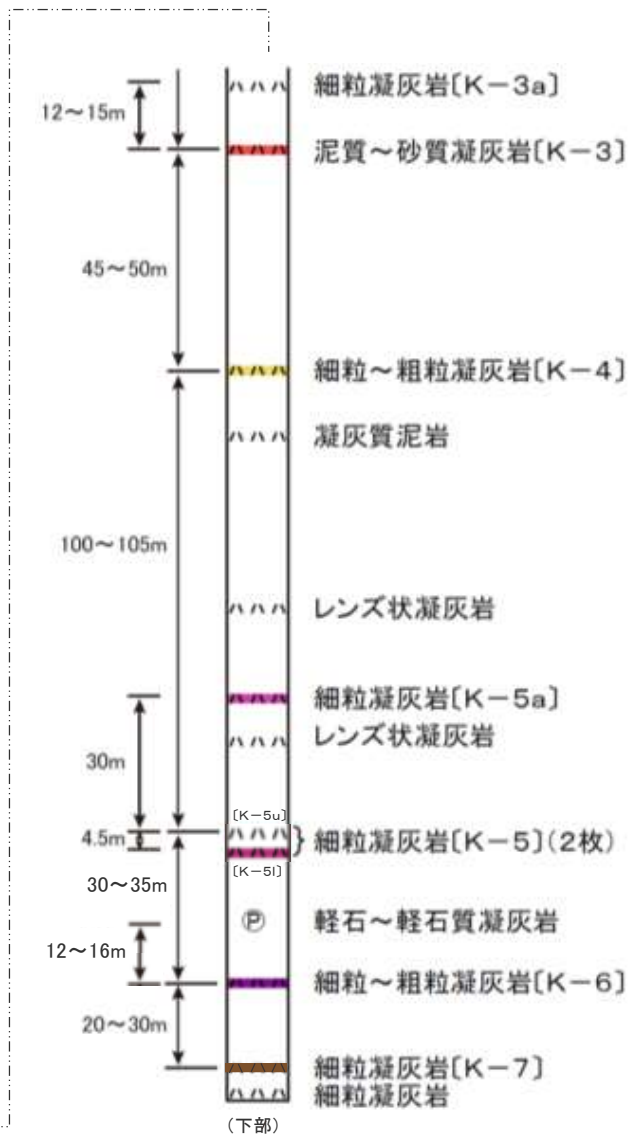 細粒凝灰岩〔K-3a〕
12～15m
泥質～砂質凝灰岩〔K-3〕
45～50m
細粒～粗粒凝灰岩〔K-4〕
凝灰質泥岩
100～105m
レンズ状凝灰岩
細粒凝灰岩〔K-5a〕
レンズ状凝灰岩
30m
〔K-5u〕
4.5m
細粒凝灰岩〔K-5〕(2枚)
〔K-5l〕
30～35m
Ⓟ
軽石～軽石質凝灰岩
12～16m
細粒～粗粒凝灰岩〔K-6〕
20～30m
細粒凝灰岩〔K-7〕
細粒凝灰岩
(下部)